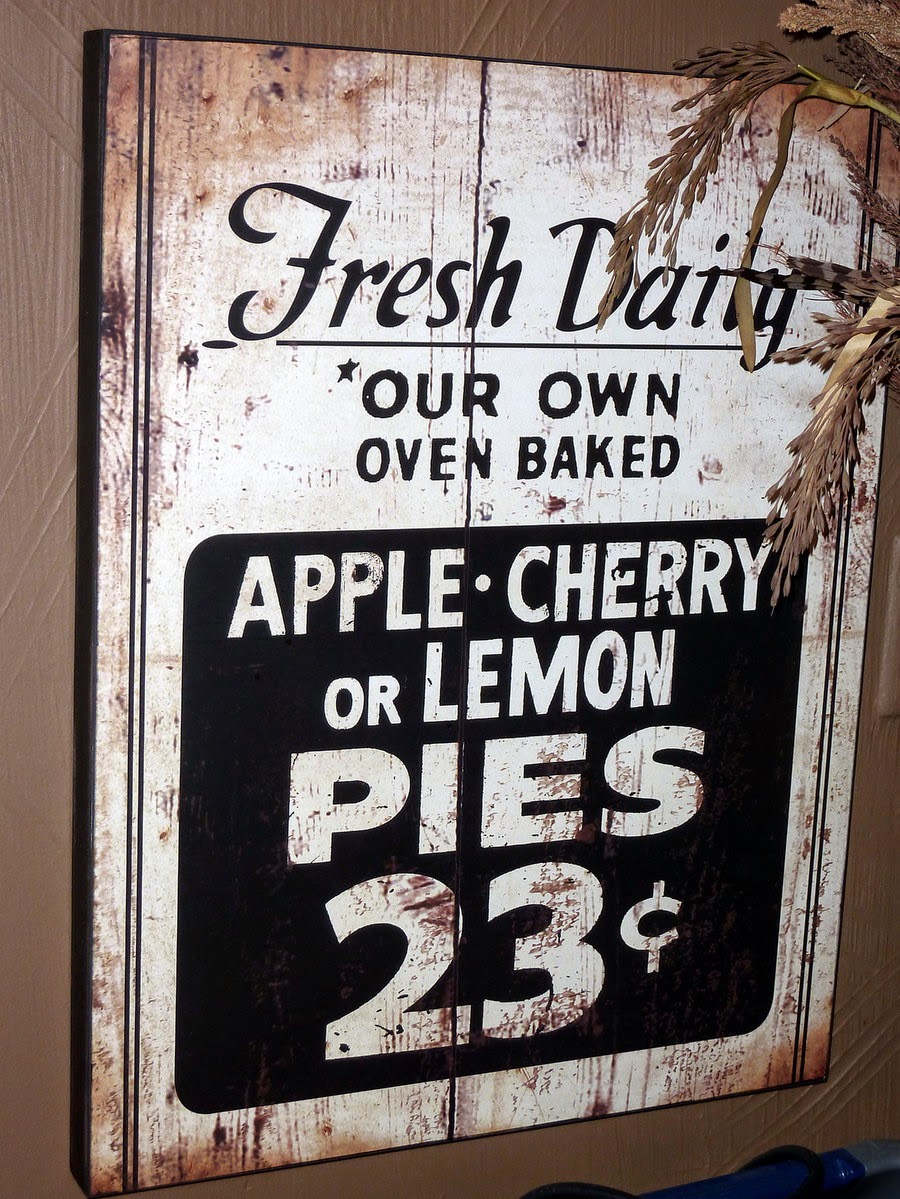 Fresh Daily
*OUR OWN
OVEN BAKED
APPLE · CHERRY
OR LEMON
PIES
23¢